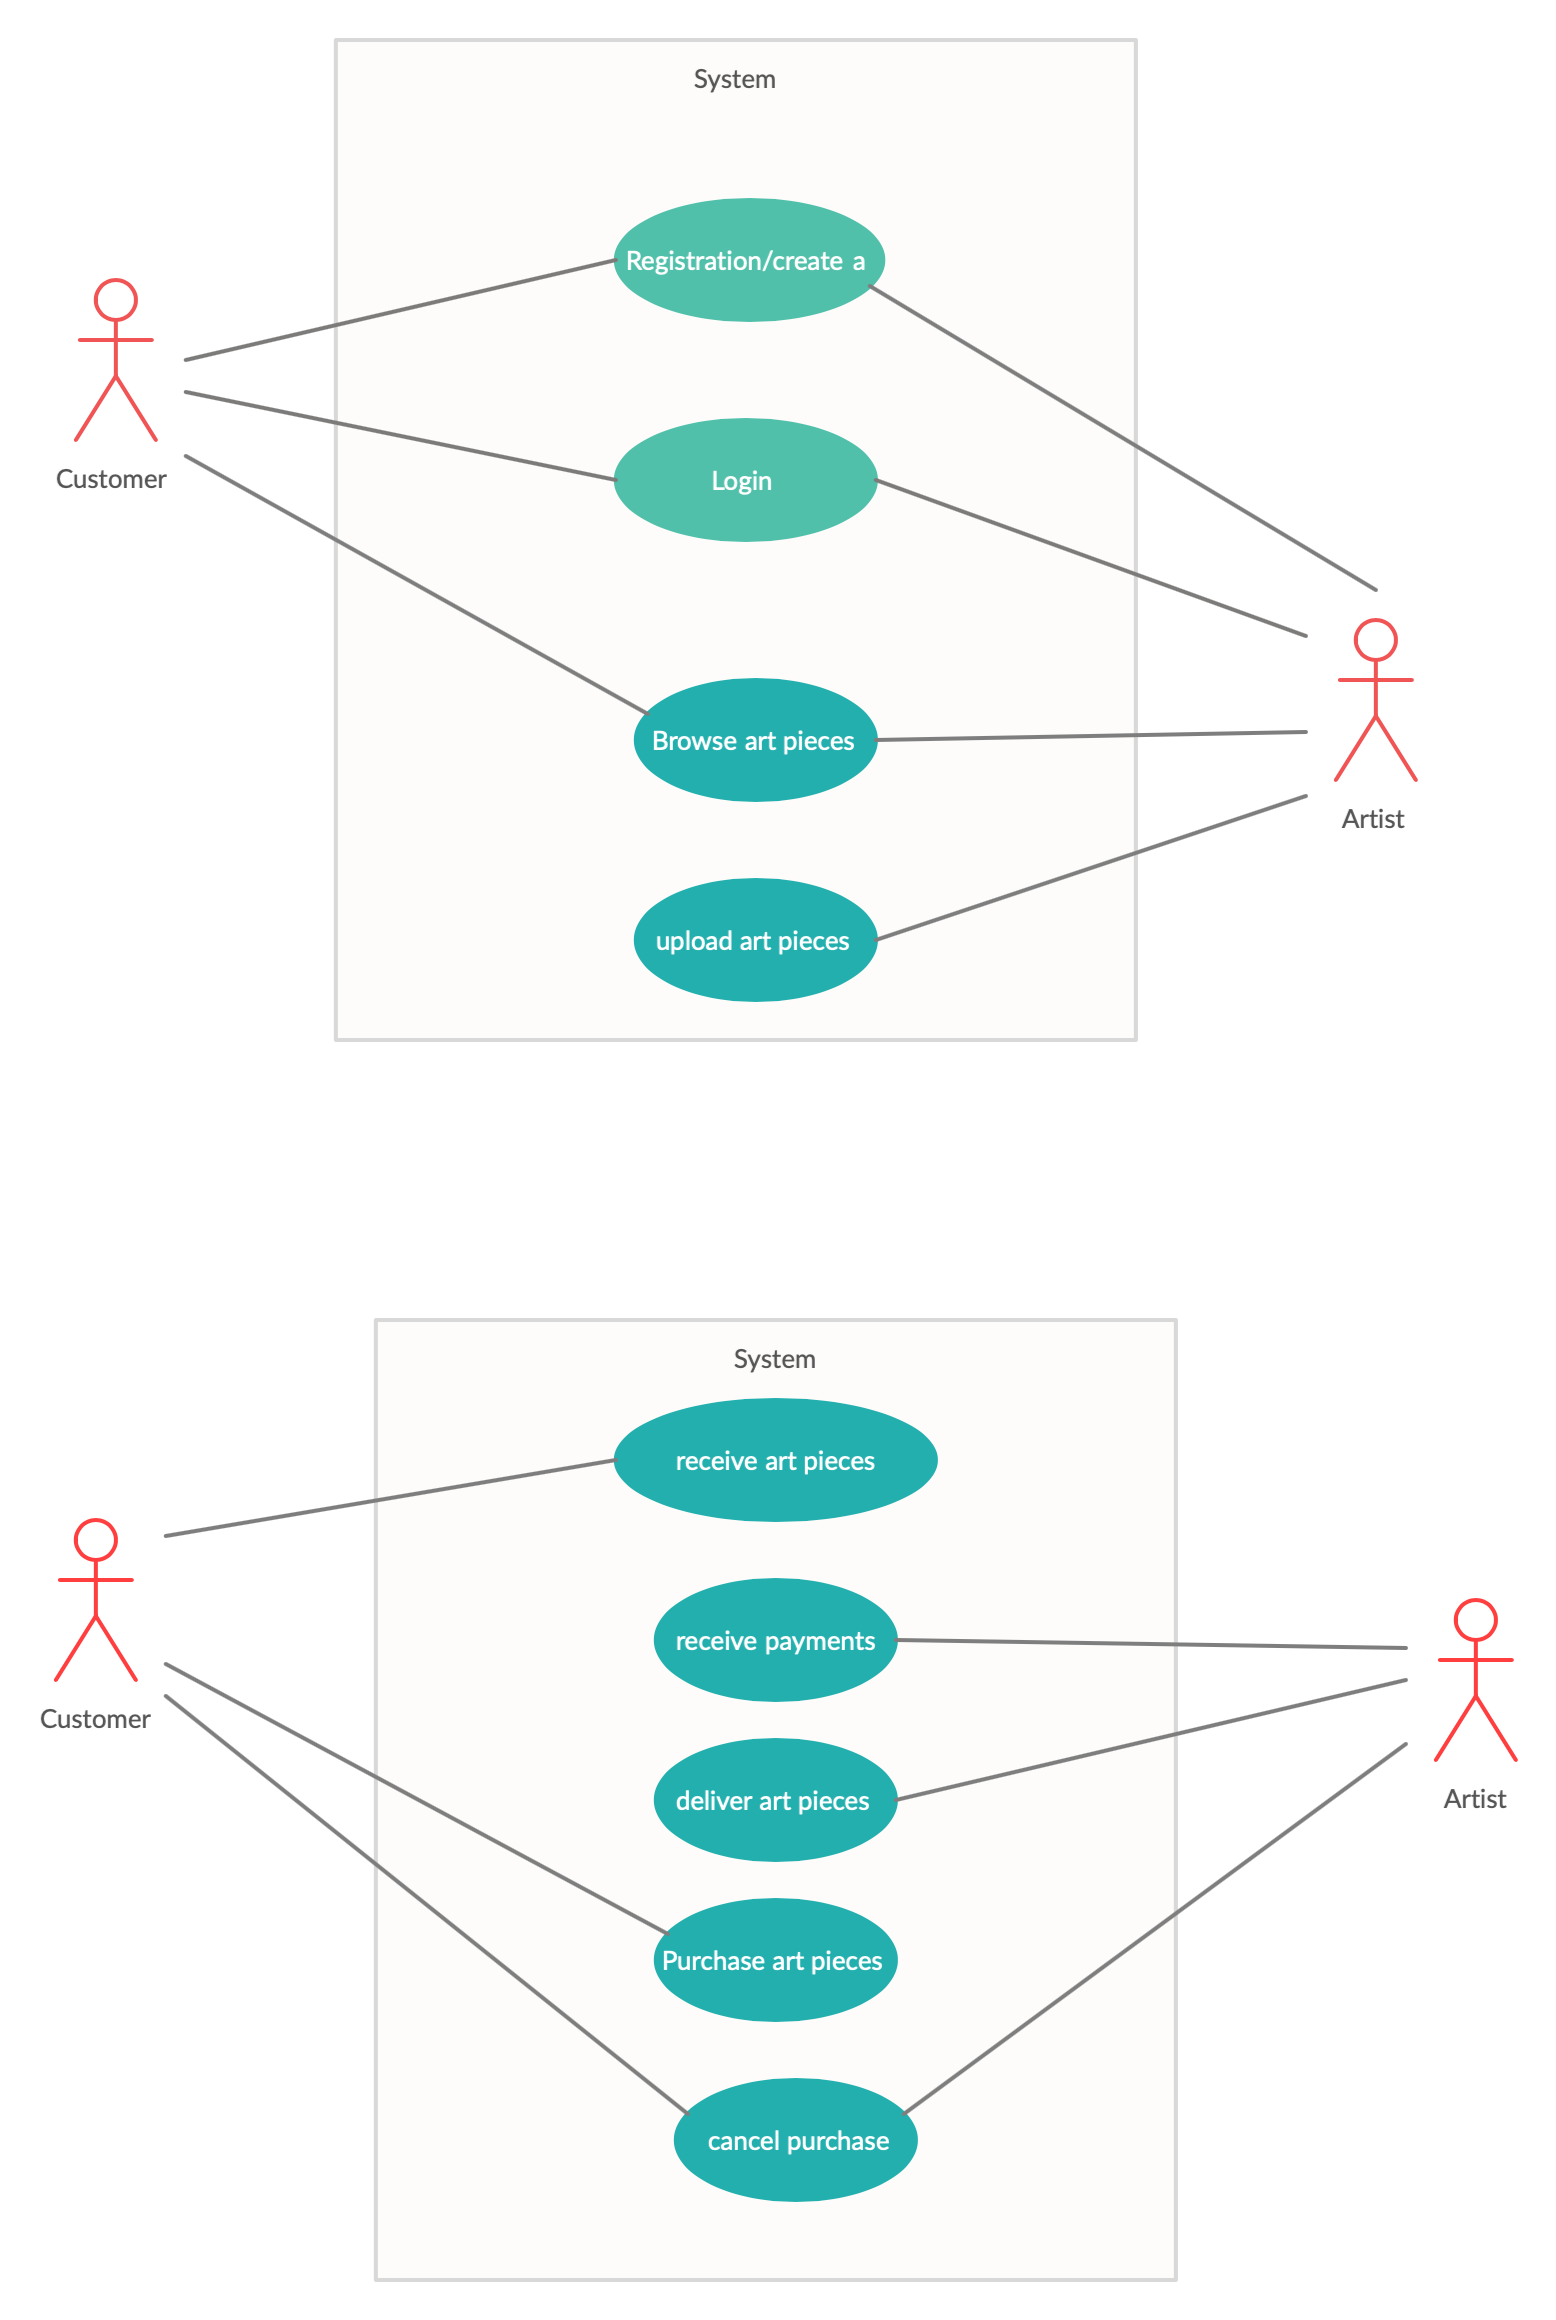 System
Registration/create a
Customer
Login
Browse art pieces
Artist
upload art pieces
System
receive art pieces
receive payments
Customer
deliver art pieces
Artist
Purchase art pieces
cancel purchase